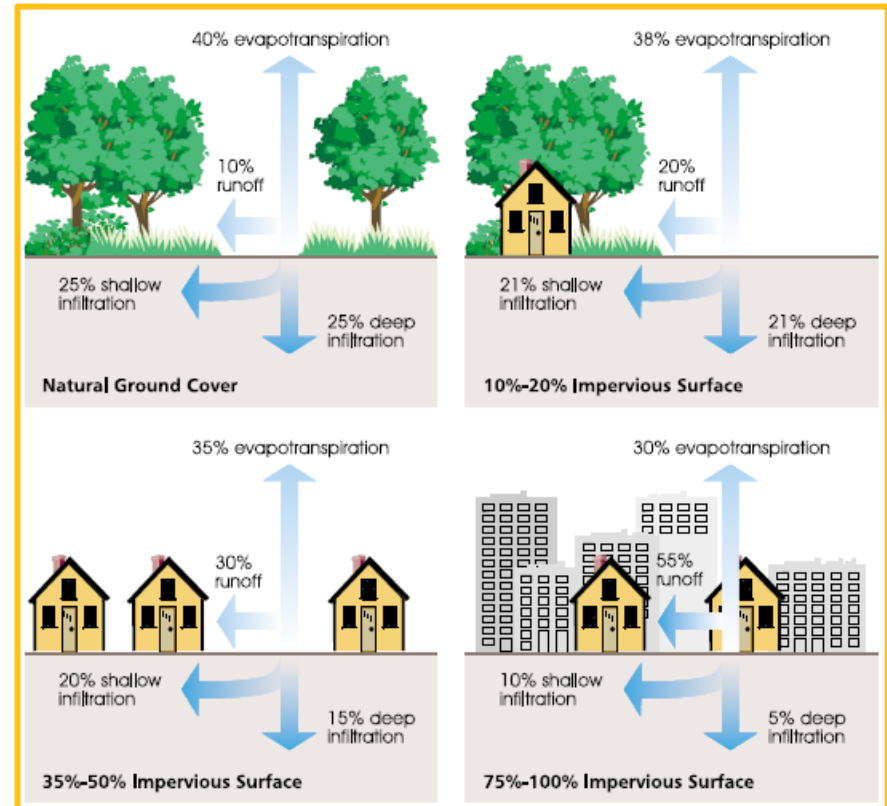 40% evapotranspiration
10%
runoff
25% shallow
infiltration
25% deep
infiltration
Natural Ground Cover
38% evapotranspiration
20%
runoff
21% shallow
infiltration
21% deep
infiltration
10%-20% Impervious Surface
35% evapotranspiration
30%
runoff
20% shallow
infiltration
15% deep
infiltration
35%-50% Impervious Surface
30% evapotranspiration
55%
runoff
10% shallow
infiltration
5% deep
infiltration
75%-100% Impervious Surface